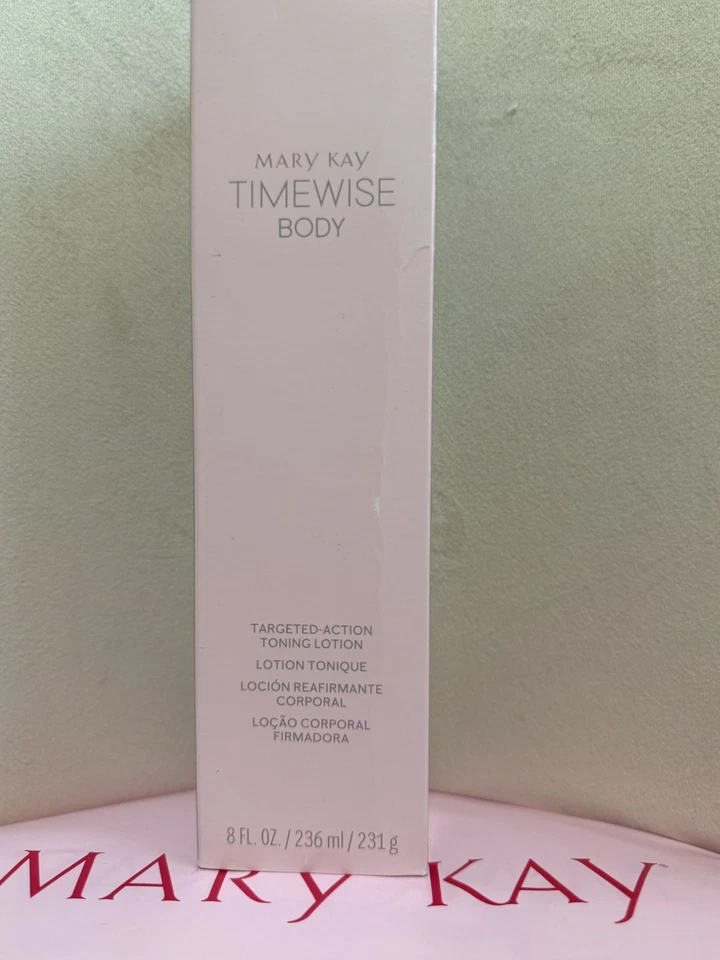 MARY KAY
TIMEWISE
BODY
TARGETED-ACTION
TONING LOTION
LOTION TONIQUE
LOCIÓN REAFIRMANTE
CORPORAL
LOÇÃO CORPORAL
FIRMADORA
8 FL. OZ. / 236 ml / 231 g
MARY KAY